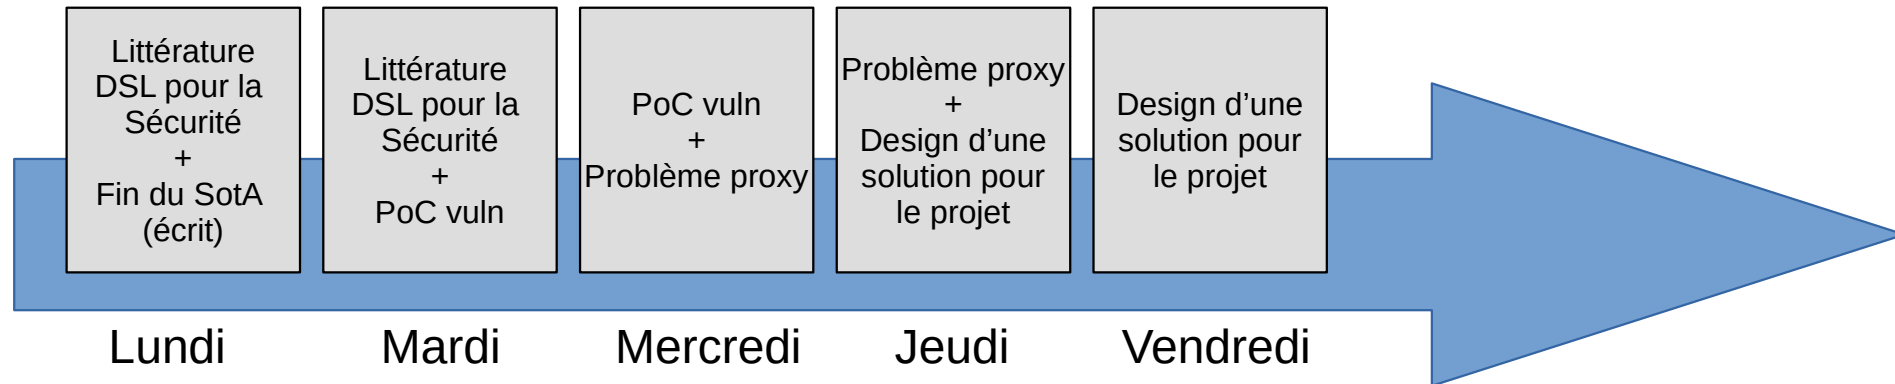 Littérature
DSL pour la
Sécurité
+
Fin du SotA
(écrit)
Littérature
DSL pour la
Sécurité
+
PoC vuln
PoC vuln
+
Problème proxy
Problème proxy
+
Design d’une
solution pour
le projet
Design d’une
solution pour
le projet
Lundi
Mardi
Mercredi
Jeudi
Vendredi